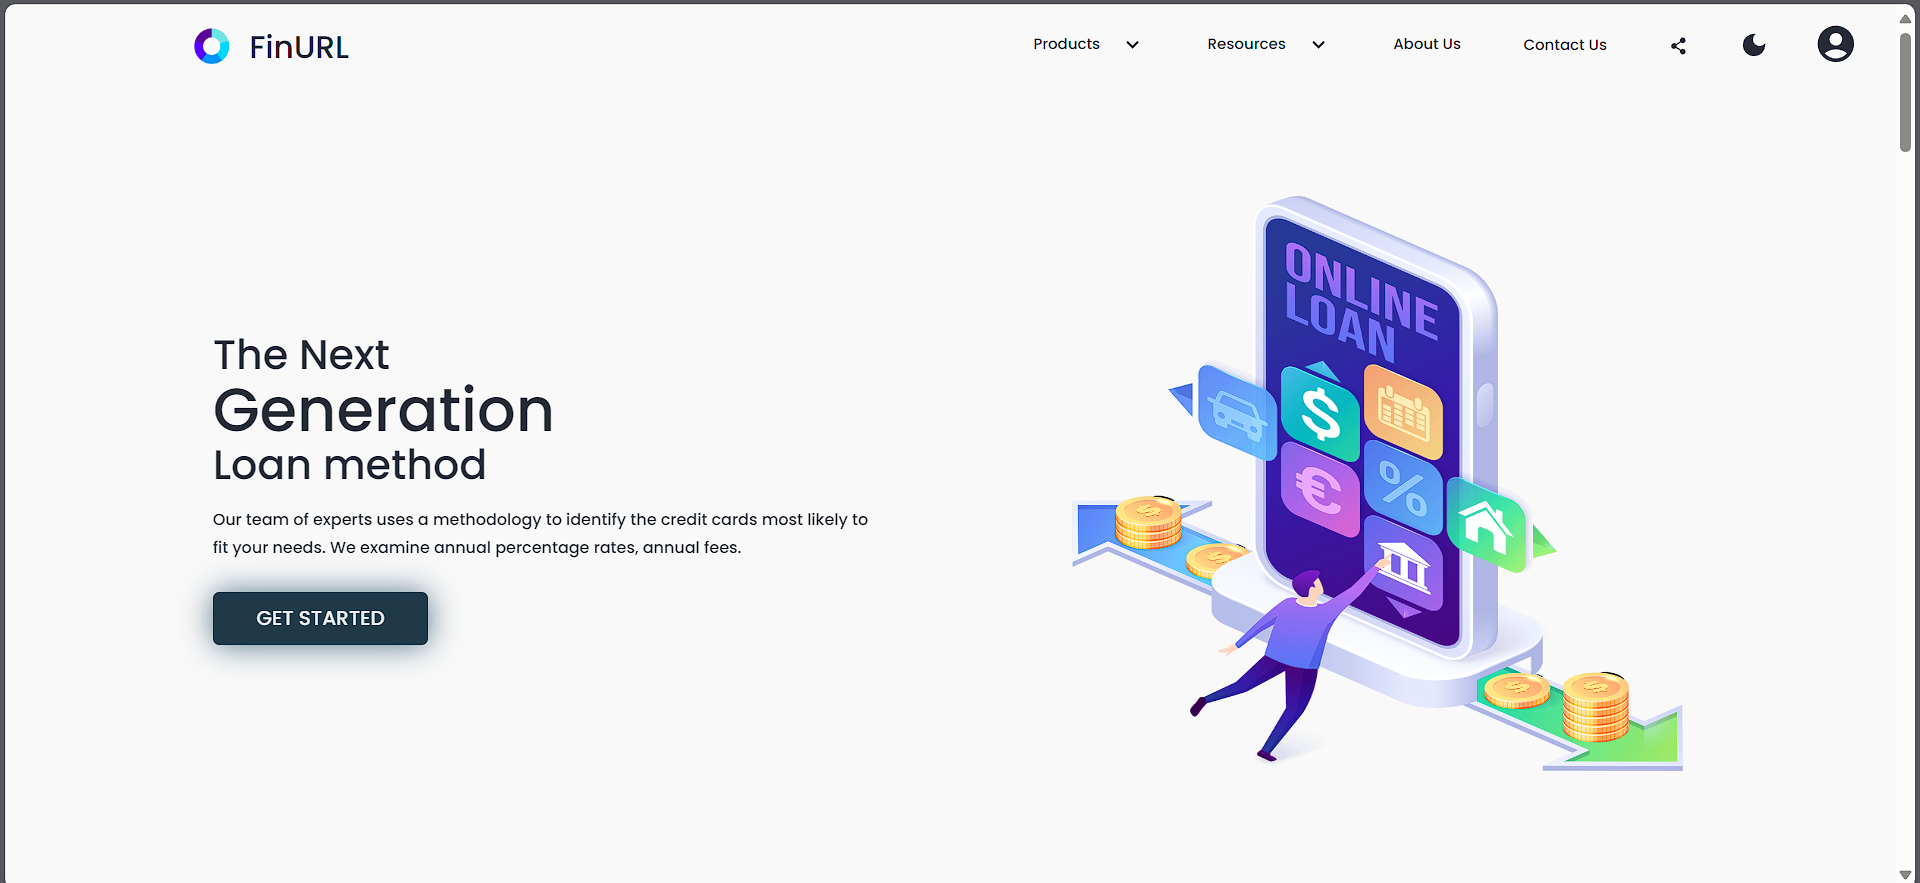 FinURL
Products
Resources
About Us
Contact Us
ONLINE
LOAN
$
€
%
The Next
Generation
Loan method
Our team of experts uses a methodology to identify the credit cards most likely to
fit your needs. We examine annual percentage rates, annual fees.
GET STARTED